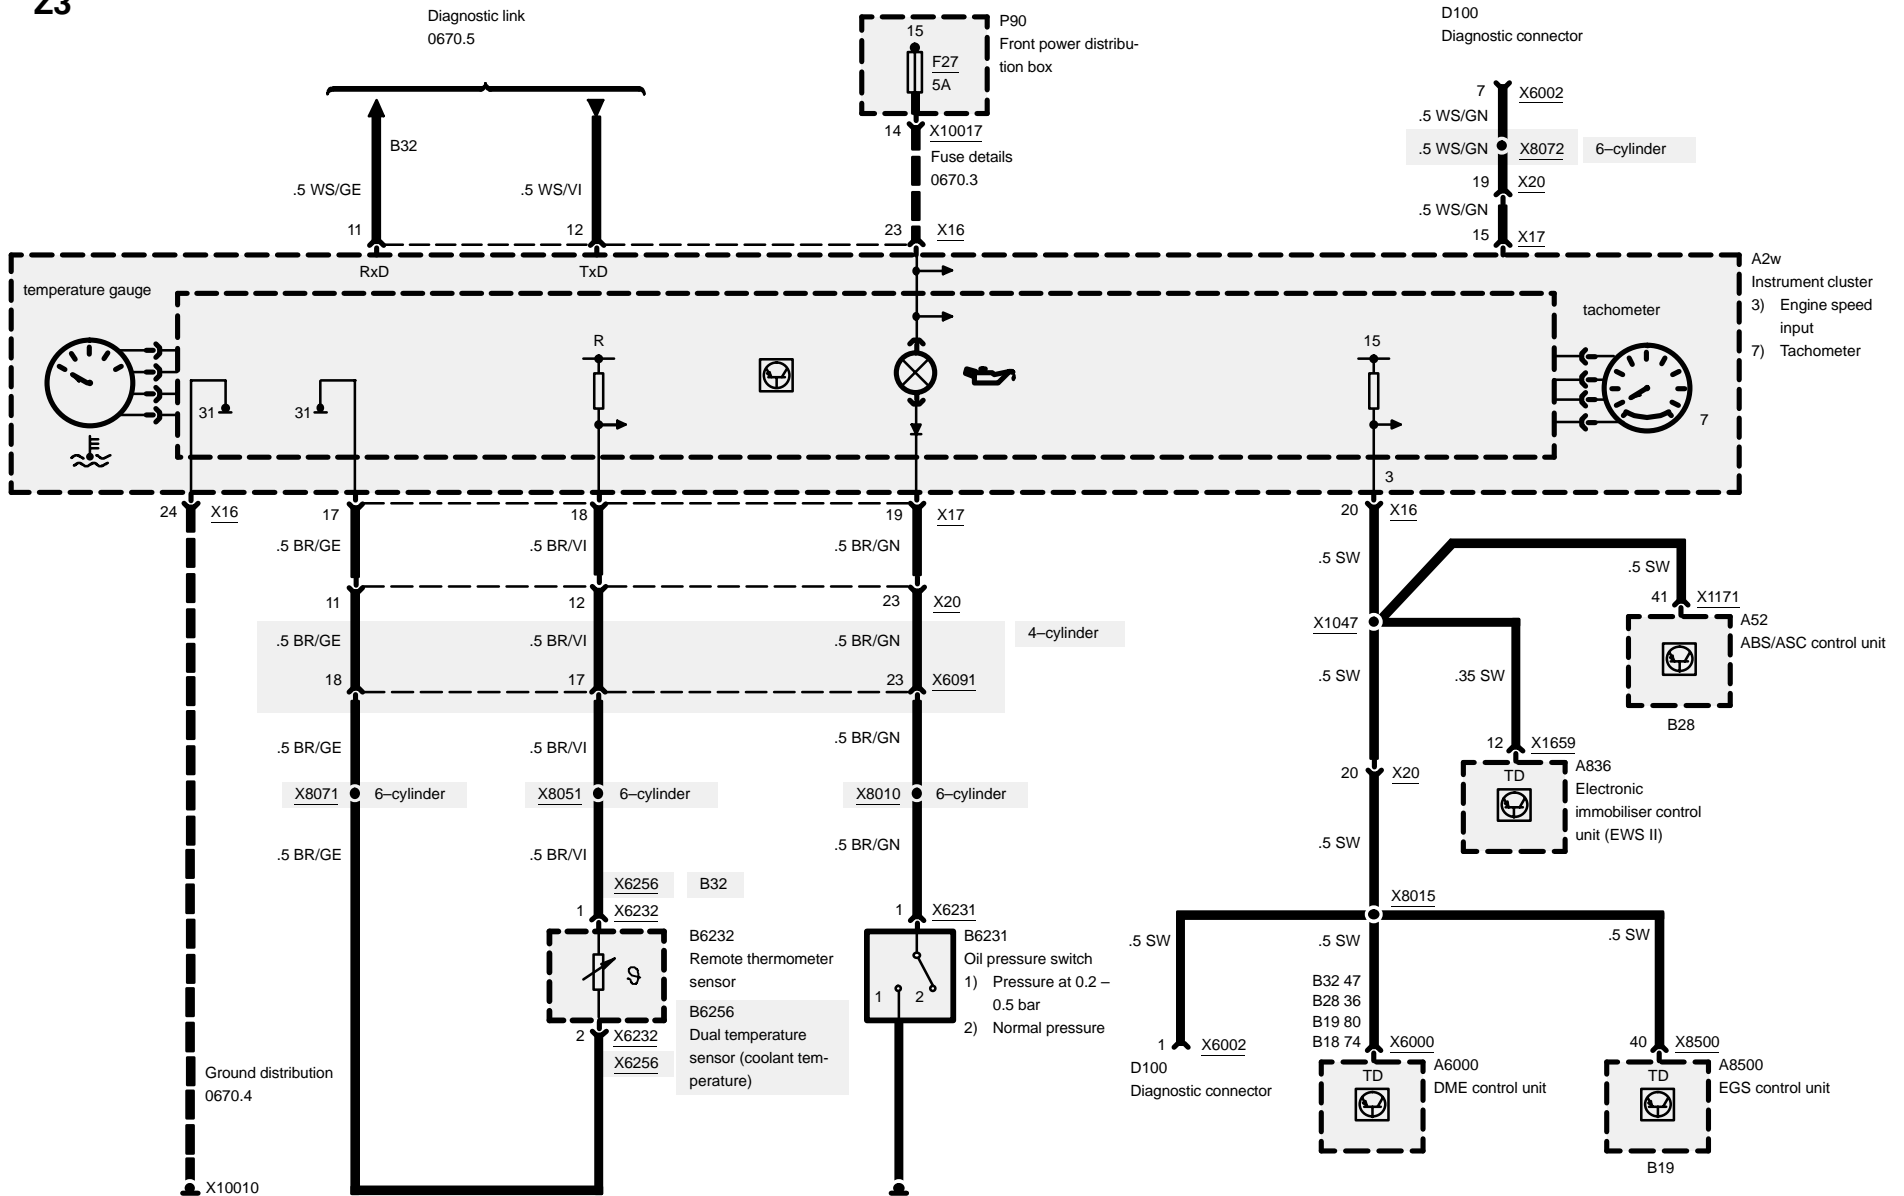 Z3
Diagnostic link
0670.5
P90
Front power distribu-
tion box
15
F27
5A
D100
Diagnostic connector
7 X6002
.5 WS/GN
.5 WS/GN X8072 6–cylinder
19 X20
.5 WS/GN
15 X17
14 X10017
Fuse details
0670.3
B32
.5 WS/GE
.5 WS/VI
11
12
23 X16
RxD
TxD
A2w
Instrument cluster
3) Engine speed
input
7) Tachometer
temperature gauge
tachometer
R
15
31
31
7
3
24 X16
17
18
19 X17
20 X16
.5 BR/GE
.5 BR/VI
.5 BR/GN
.5 SW
.5 SW
41 X1171
A52
ABS/ASC control unit
B28
11
12
23 X20
X1047
4–cylinder
.5 BR/GE
.5 BR/VI
.5 BR/GN
18
17
23 X6091
.5 SW
.35 SW
.5 BR/GE
.5 BR/VI
.5 BR/GN
12 X1659
A836
Electronic
immobiliser control
unit (EWS II)
TD
20 X20
X8071 6–cylinder
X8051 6–cylinder
X8010 6–cylinder
.5 BR/GE
.5 BR/VI
.5 BR/GN
.5 SW
X6256 B32
1 X6232
1 X6231
X8015
B6232
Remote thermometer
sensor
B6256
Dual temperature
sensor (coolant tem-
perature)
ϑ
2 X6232
X6256
B6231
Oil pressure switch
1) Pressure at 0.2 –
0.5 bar
2) Normal pressure
1 2
.5 SW
.5 SW
.5 SW
B32 47
B28 36
B19 80
B18 74 X6000
1 X6002
D100
Diagnostic connector
A6000
DME control unit
TD
40 X8500
A8500
EGS control unit
TD
B19
Ground distribution
0670.4
X10010